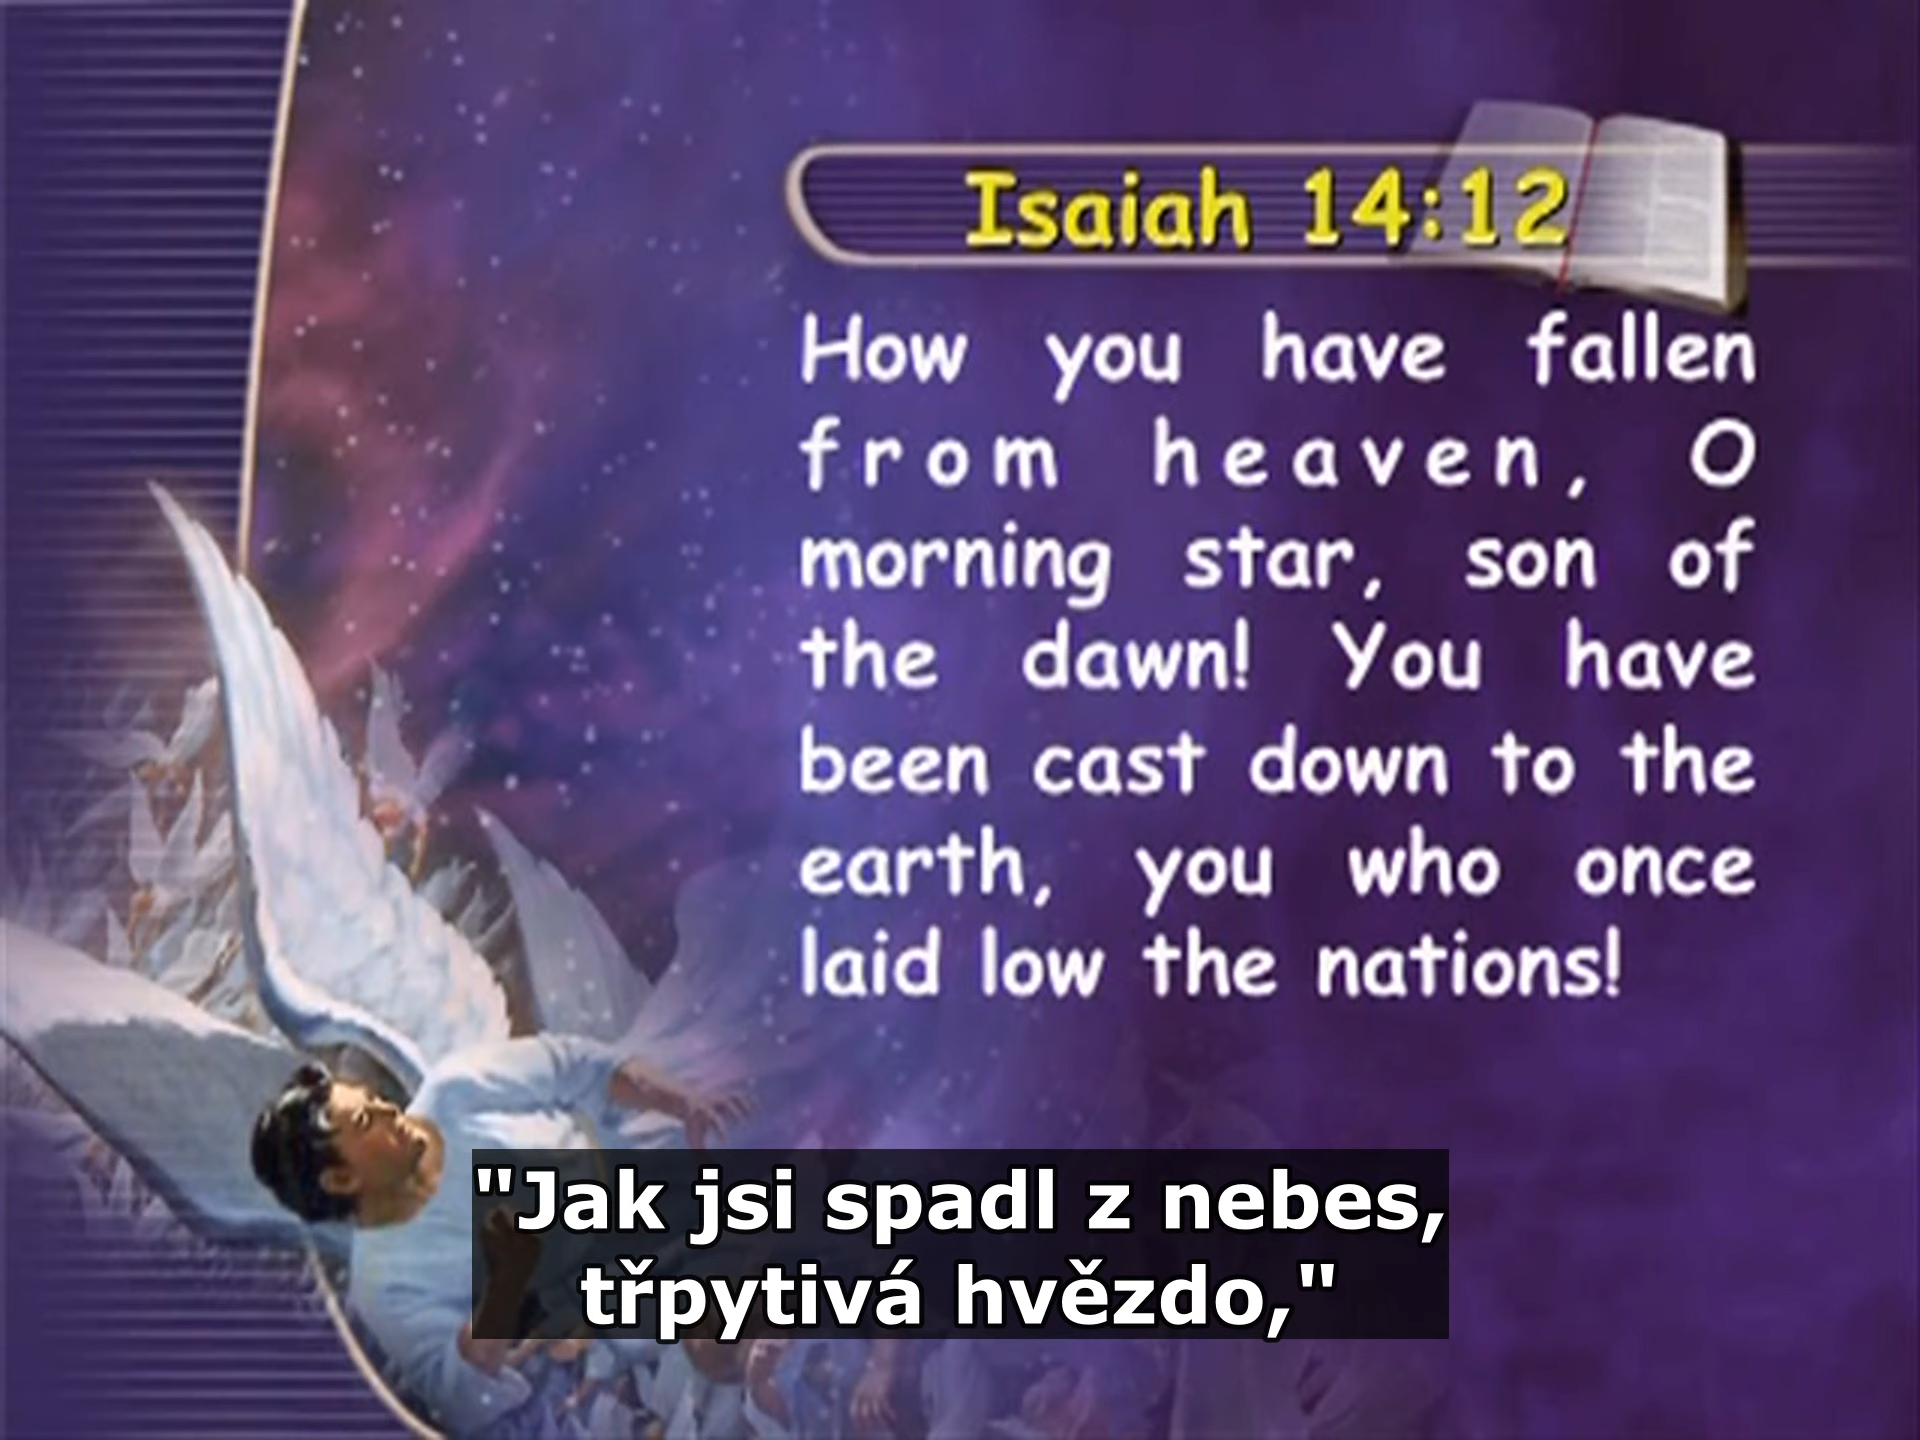 Isaiah 14:12
How you have fallen
from heaven, O
morning star, son of
the dawn! You have
been cast down to the
earth, you who once
laid low the nations!
"Jak jsi spadl z nebes,
třpytivá hvězdo,"